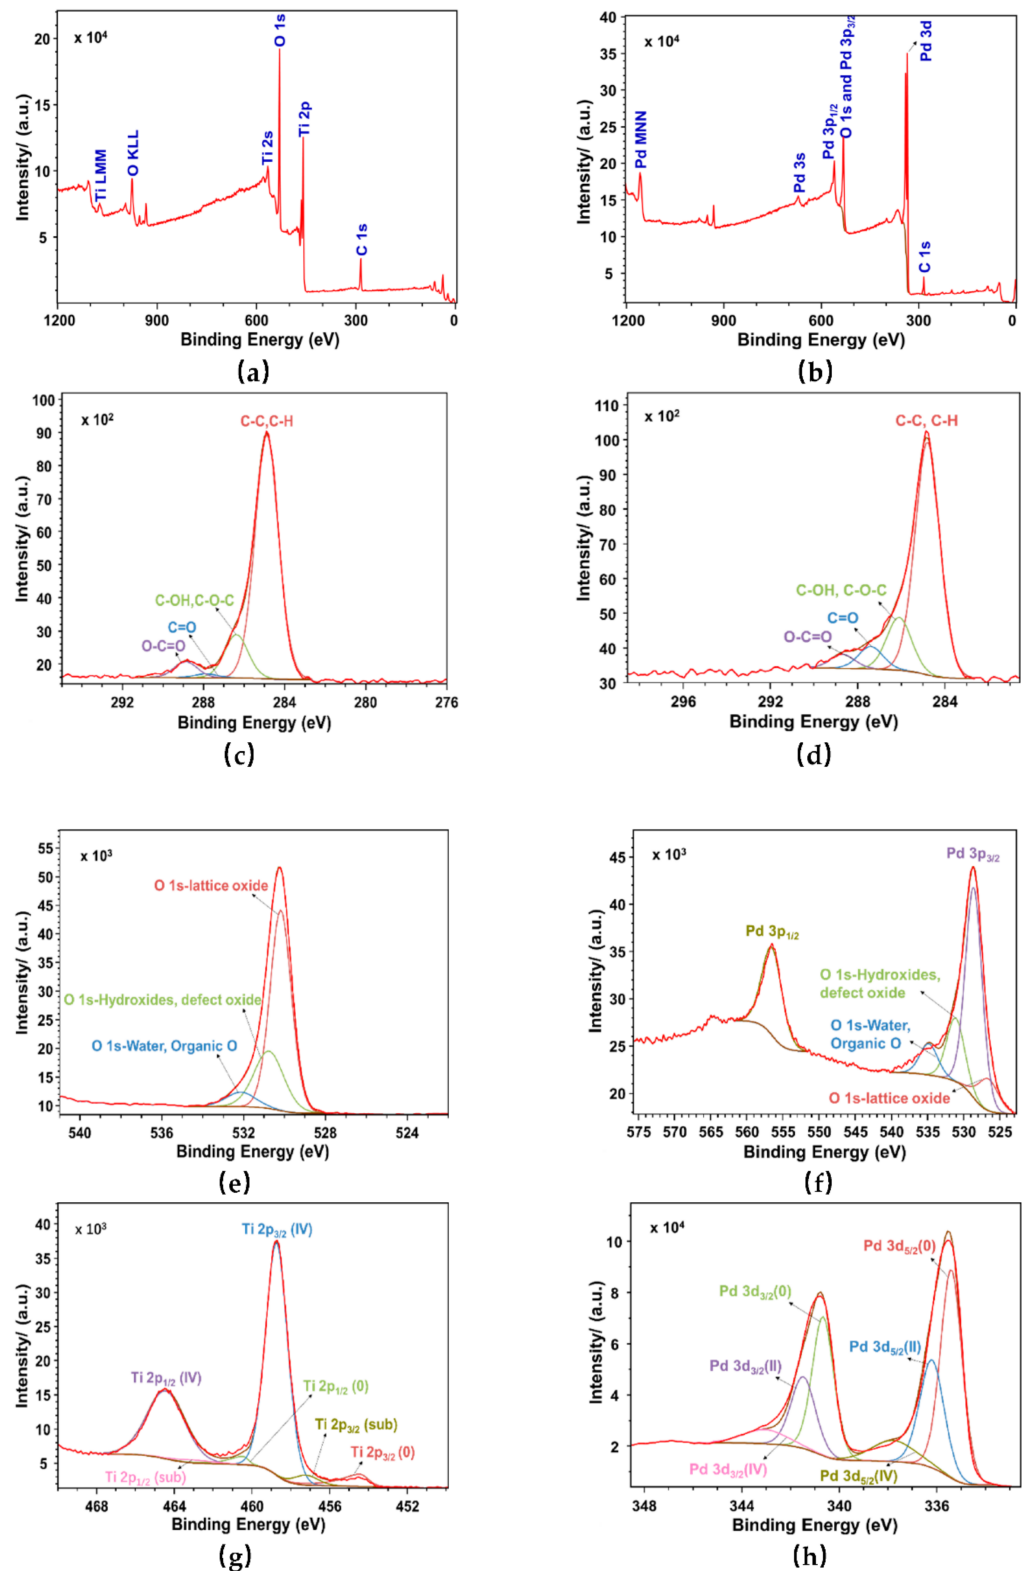 x 10⁴
Intensity/ (a.u.)
20
15
10
5
Ti LMM
O KLL
Ti 2s
O 1s
Ti 2p
C 1s
1200 900 600 300 0
Binding Energy (eV)
(a)
x 10⁴
Intensity/ (a.u.)
40
35
30
25
20
15
10
5
Pd MNN
Pd 3s
Pd 3p₁/₂
O 1s and Pd 3p₃/₂
Pd 3d
C 1s
1200 900 600 300 0
Binding Energy (eV)
(b)
x 10²
Intensity/ (a.u.)
100
90
80
70
60
50
40
30
20
C-C,C-H
C-OH,C-O-C
C=O
O-C=O
292 288 284 280 276
Binding Energy (eV)
(c)
x 10²
Intensity/ (a.u.)
110
100
90
80
70
60
50
40
30
C-C, C-H
C-OH, C-O-C
C=O
O-C=O
296 292 288 284
Binding Energy (eV)
(d)
x 10³
Intensity/ (a.u.)
55
50
45
40
35
30
25
20
15
10
O 1s-lattice oxide
O 1s-Hydroxides, defect oxide
O 1s-Water, Organic O
540 536 532 528 524
Binding Energy (eV)
(e)
x 10³
Intensity/ (a.u.)
45
40
35
30
25
20
Pd 3p₃/₂
Pd 3p₁/₂
O 1s-Hydroxides,
defect oxide
O 1s-Water,
Organic O
O 1s-lattice oxide
575 570 565 560 555 550 545 540 535 530 525
Binding Energy (eV)
(f)
x 10³
Intensity/ (a.u.)
40
35
30
25
20
15
10
5
Ti 2p₃/₂ (IV)
Ti 2p₁/₂ (IV)
Ti 2p₁/₂ (0)
Ti 2p₃/₂ (sub)
Ti 2p₃/₂ (0)
Ti 2p₁/₂ (sub)
468 464 460 456 452
Binding Energy (eV)
(g)
x 10⁴
Intensity/ (a.u.)
10
8
6
4
2
Pd 3d₅/₂(0)
Pd 3d₃/₂(0)
Pd 3d₅/₂(II)
Pd 3d₃/₂(II)
Pd 3d₃/₂(IV)
Pd 3d₅/₂(IV)
348 344 340 336
Binding Energy (eV)
(h)